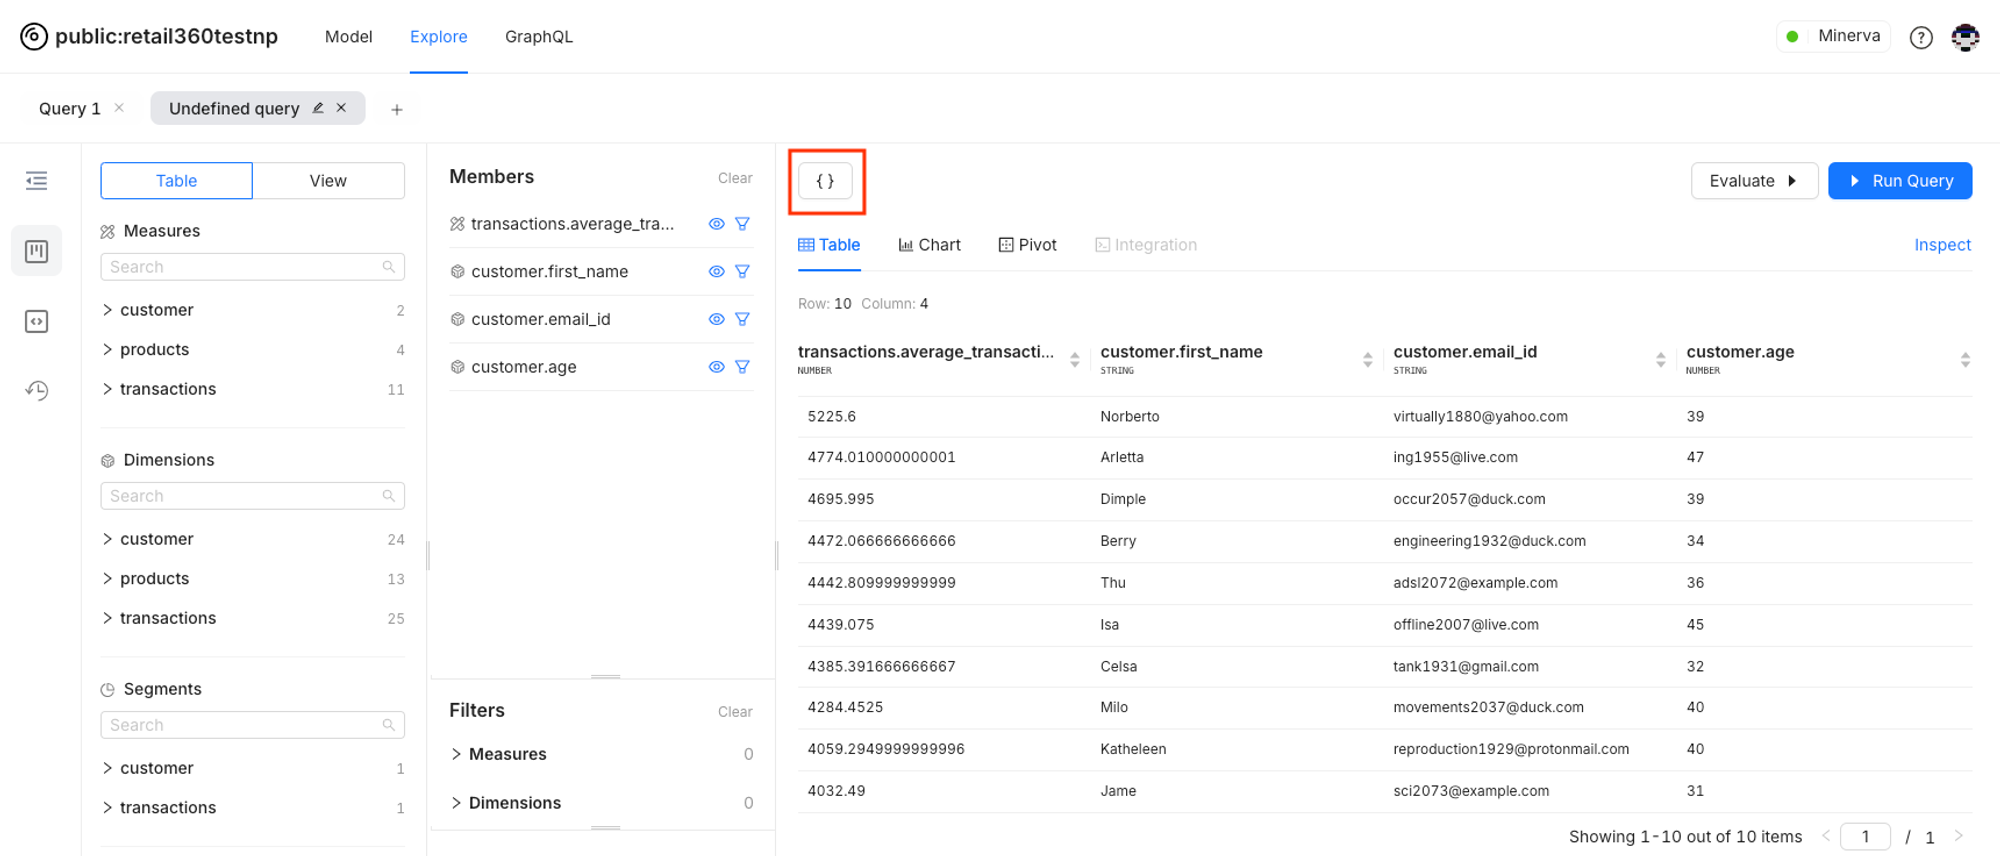 public:retail360testnp Model Explore GraphQL Minerva ?
Query 1 × Undefined query × +
Table View
Measures
Search
customer 2
products 4
transactions 11
Dimensions
Search
customer 24
products 13
transactions 25
Segments
Search
customer 1
transactions 1
Members Clear
transactions.average_tra...
customer.first_name
customer.email_id
customer.age
Filters Clear
Measures 0
Dimensions 0
{ } Evaluate Run Query
Table Chart Pivot Integration Inspect
Row: 10 Column: 4
transactions.average_transacti... customer.first_name customer.email_id customer.age
NUMBER STRING STRING NUMBER
5225.6 Norberto virtually1880@yahoo.com 39
4774.010000000001 Arletta ing1955@live.com 47
4695.995 Dimple occur2057@duck.com 39
4472.066666666666 Berry engineering1932@duck.com 34
4442.809999999999 Thu adsl2072@example.com 36
4439.075 Isa offline2007@live.com 45
4385.391666666667 Celsa tank1931@gmail.com 32
4284.4525 Milo movements2037@duck.com 40
4059.2949999999996 Katheleen reproduction1929@protonmail.com 40
4032.49 Jame sci2073@example.com 31
Showing 1-10 out of 10 items < 1 / 1 >